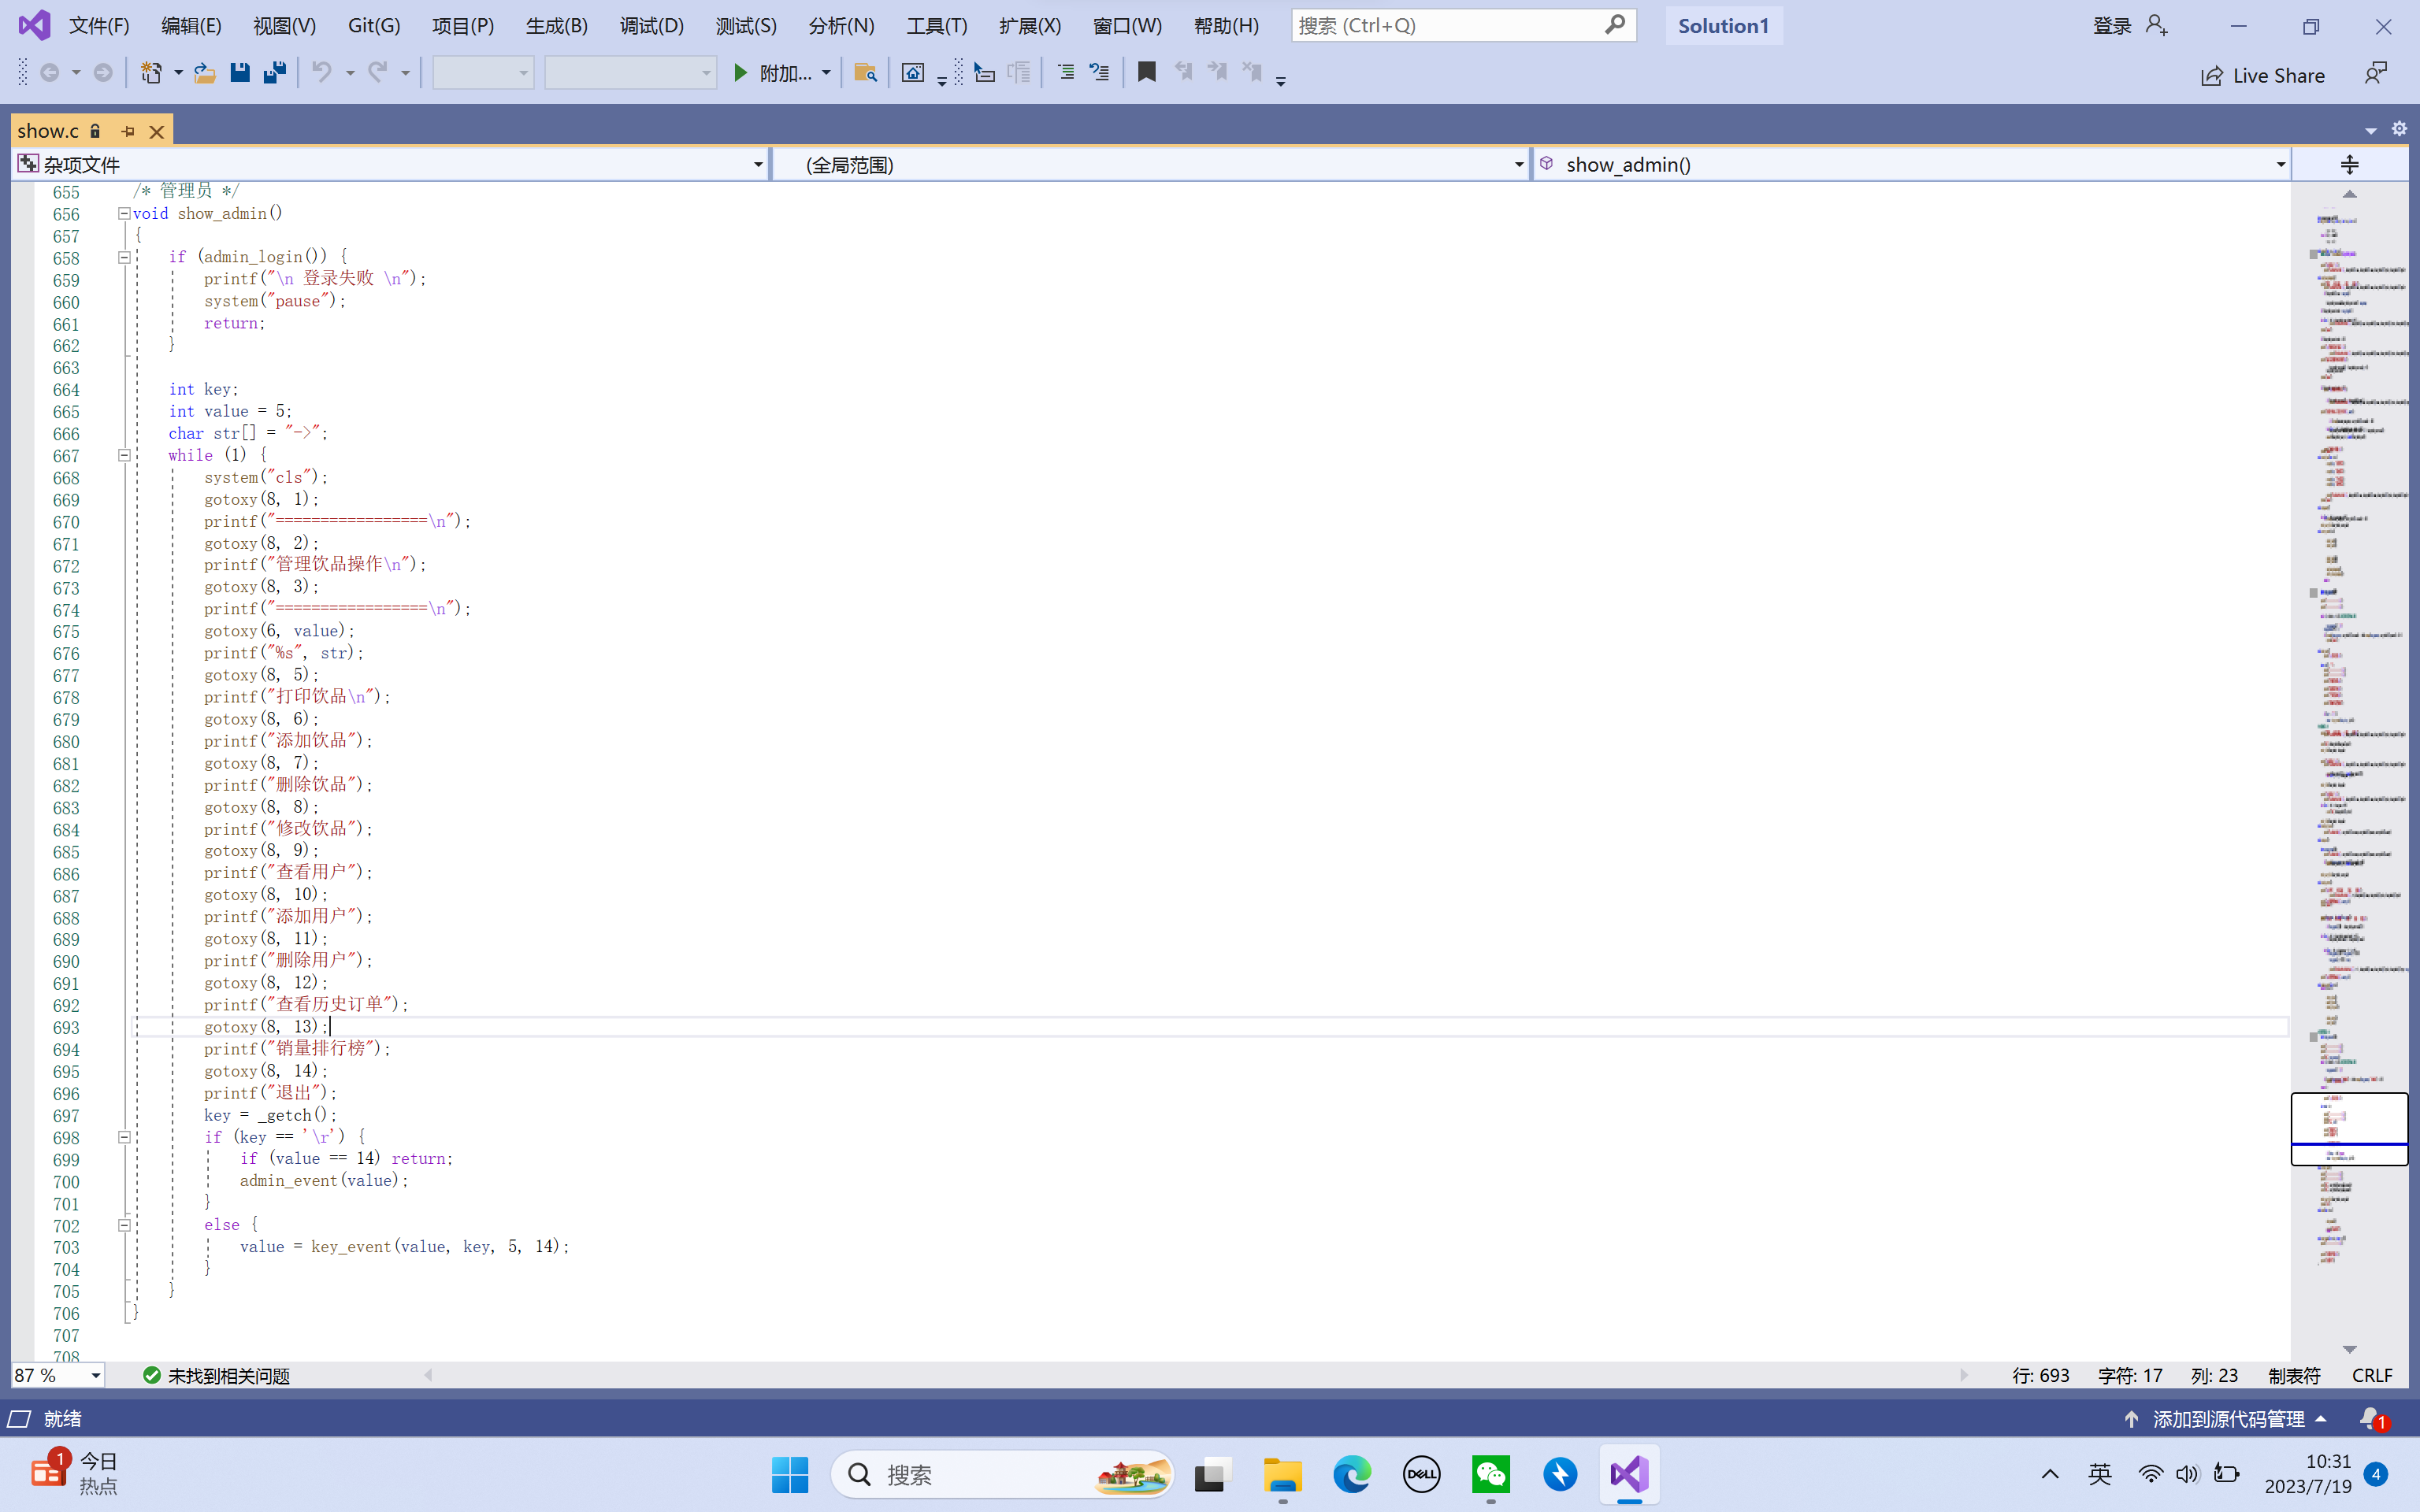 文件(F) 编辑(E) 视图(V) Git(G) 项目(P) 生成(B) 调试(D) 测试(S) 分析(N) 工具(T) 扩展(X) 窗口(W) 帮助(H) 搜索 (Ctrl+Q) Solution1 登录
附加... Live Share
show.c
杂项文件 (全局范围) show_admin()
655 /* 管理员 */
656 void show_admin()
657 {
658 if (admin_login()) {
659 printf("\n 登录失败 \n");
660 system("pause");
661 return;
662 }
663
664 int key;
665 int value = 5;
666 char str[] = "->";
667 while (1) {
668 system("cls");
669 gotoxy(8, 1);
670 printf("=================\n");
671 gotoxy(8, 2);
672 printf("管理饮品操作\n");
673 gotoxy(8, 3);
674 printf("=================\n");
675 gotoxy(6, value);
676 printf("%s", str);
677 gotoxy(8, 5);
678 printf("打印饮品\n");
679 gotoxy(8, 6);
680 printf("添加饮品");
681 gotoxy(8, 7);
682 printf("删除饮品");
683 gotoxy(8, 8);
684 printf("修改饮品");
685 gotoxy(8, 9);
686 printf("查看用户");
687 gotoxy(8, 10);
688 printf("添加用户");
689 gotoxy(8, 11);
690 printf("删除用户");
691 gotoxy(8, 12);
692 printf("查看历史订单");
693 gotoxy(8, 13);
694 printf("销量排行榜");
695 gotoxy(8, 14);
696 printf("退出");
697 key = _getch();
698 if (key == '\r') {
699 if (value == 14) return;
700 admin_event(value);
701 }
702 else {
703 value = key_event(value, key, 5, 14);
704 }
705 }
706 }
707
708
87 % 未找到相关问题 行: 693 字符: 17 列: 23 制表符 CRLF
就绪 添加到源代码管理 1
1 今日
热点
搜索
DELL
英
10:31
2023/7/19
4